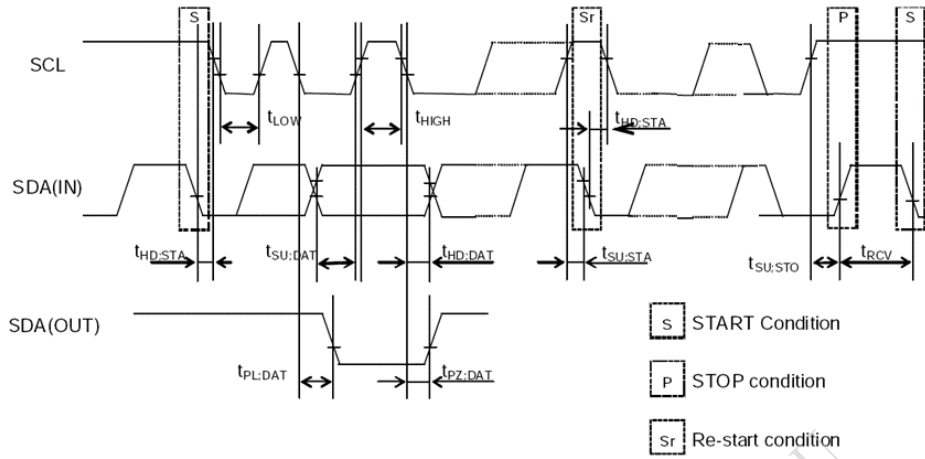 S Sr P S
SCL
tLOW tHIGH tHD;STA
SDA(IN)
tHD;STA tSU;DAT tHD;DAT tSU;STA tSU;STO tRCV
SDA(OUT)
S START Condition
tPL;DAT tPZ;DAT
P STOP condition
Sr Re-start condition